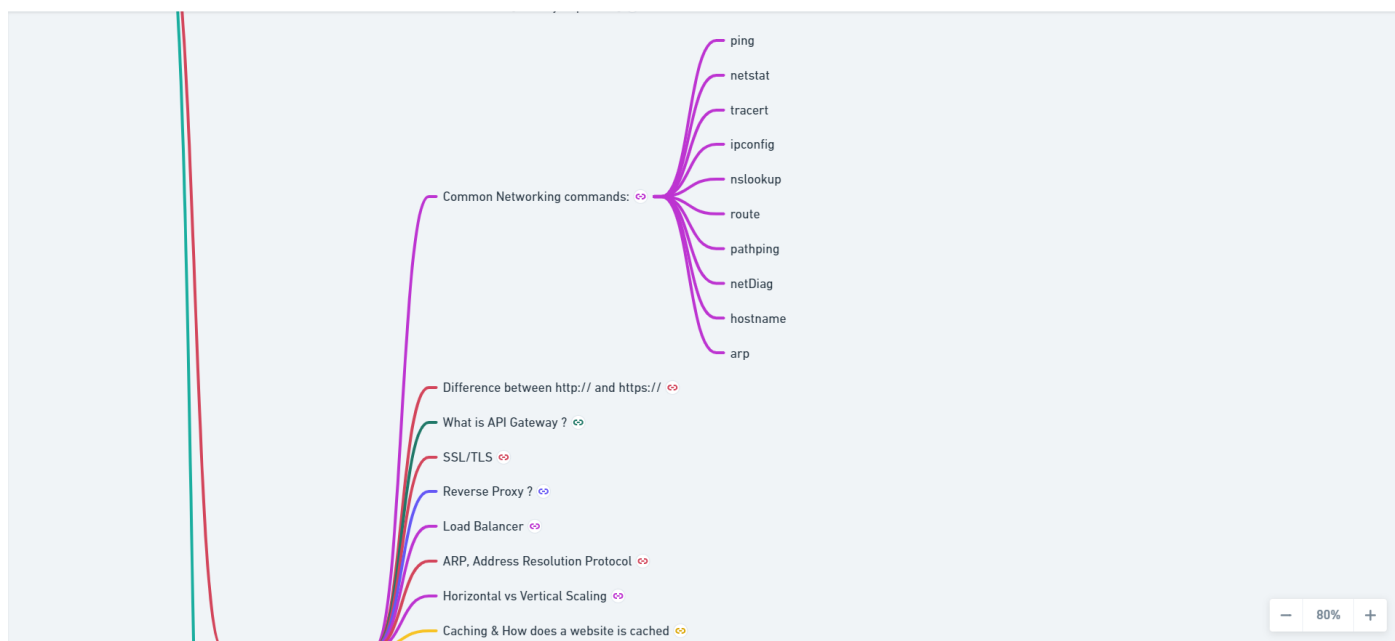 ping
netstat
tracert
ipconfig
nslookup
Common Networking commands:
route
pathping
netDiag
hostname
arp
Difference between http:// and https://
What is API Gateway ?
SSL/TLS
Reverse Proxy ?
Load Balancer
ARP, Address Resolution Protocol
Horizontal vs Vertical Scaling
Caching & How does a website is cached
80%